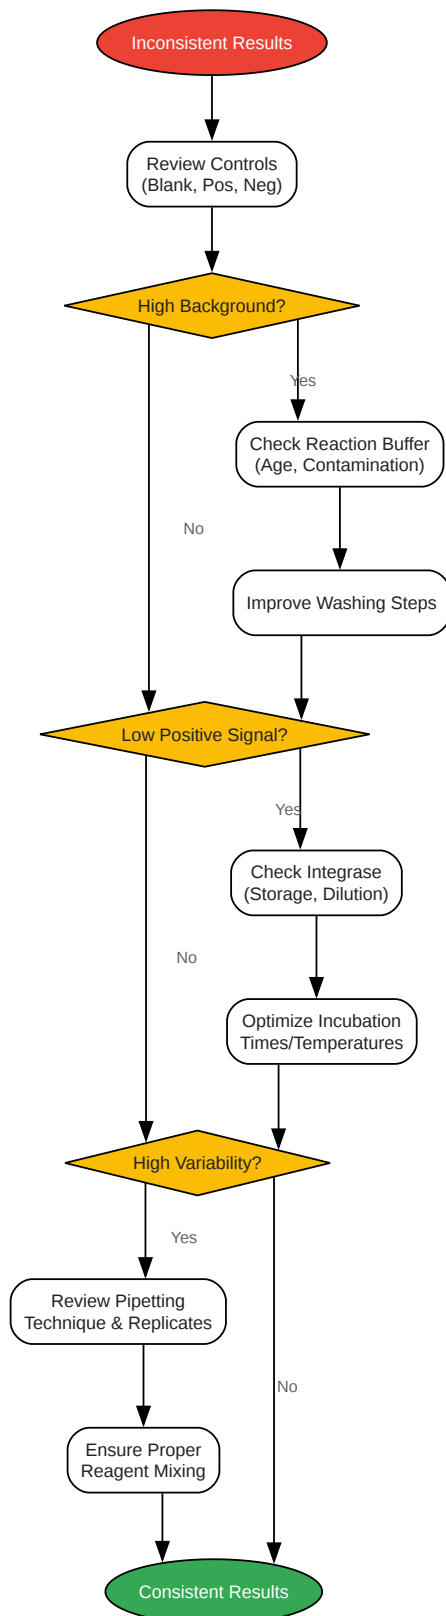 Inconsistent Results
Review Controls
(Blank, Pos, Neg)
High Background?
Yes
Check Reaction Buffer
(Age, Contamination)
No
Improve Washing Steps
Low Positive Signal?
Yes
Check Integrase
(Storage, Dilution)
No
Optimize Incubation
Times/Temperatures
High Variability?
Yes
Review Pipetting
Technique & Replicates
No
Ensure Proper
Reagent Mixing
Consistent Results